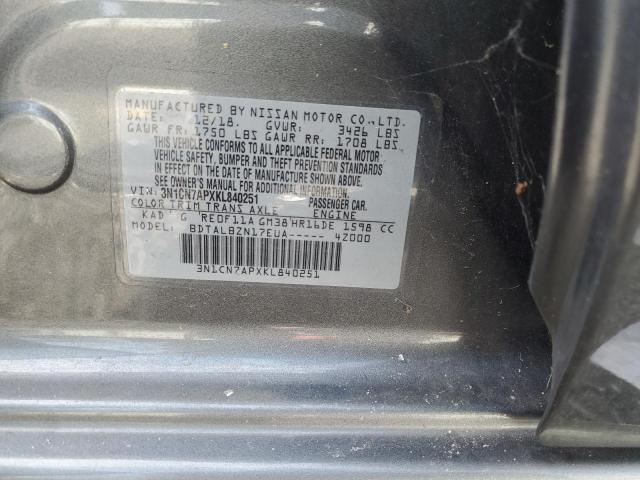 MANUFACTURED BY NISSAN MOTOR CO., LTD.
DATE: 12/18. GVWR: 3426 LBS
GAWR FR: 1750 LBS GAWR RR: 1708 LBS
THIS VEHICLE CONFORMS TO ALL APPLICABLE FEDERAL MOTOR
VEHICLE SAFETY, BUMPER AND THEFT PREVENTION STANDARDS
IN EFFECT ON THE DATE OF MANUFACTURE SHOWN ABOVE.
SEE OWNER'S MANUAL FOR ADDITIONAL INFORMATION.
VIN: 3N1CN7APXKL840251 PASSENGER CAR.
COLOR TRIM TRANS AXLE ENGINE
KAD G RE0F11A GM38 HR16DE 1598 CC
MODEL: BDTALBZN17EUA----- 42000
3N1CN7APXKL840251